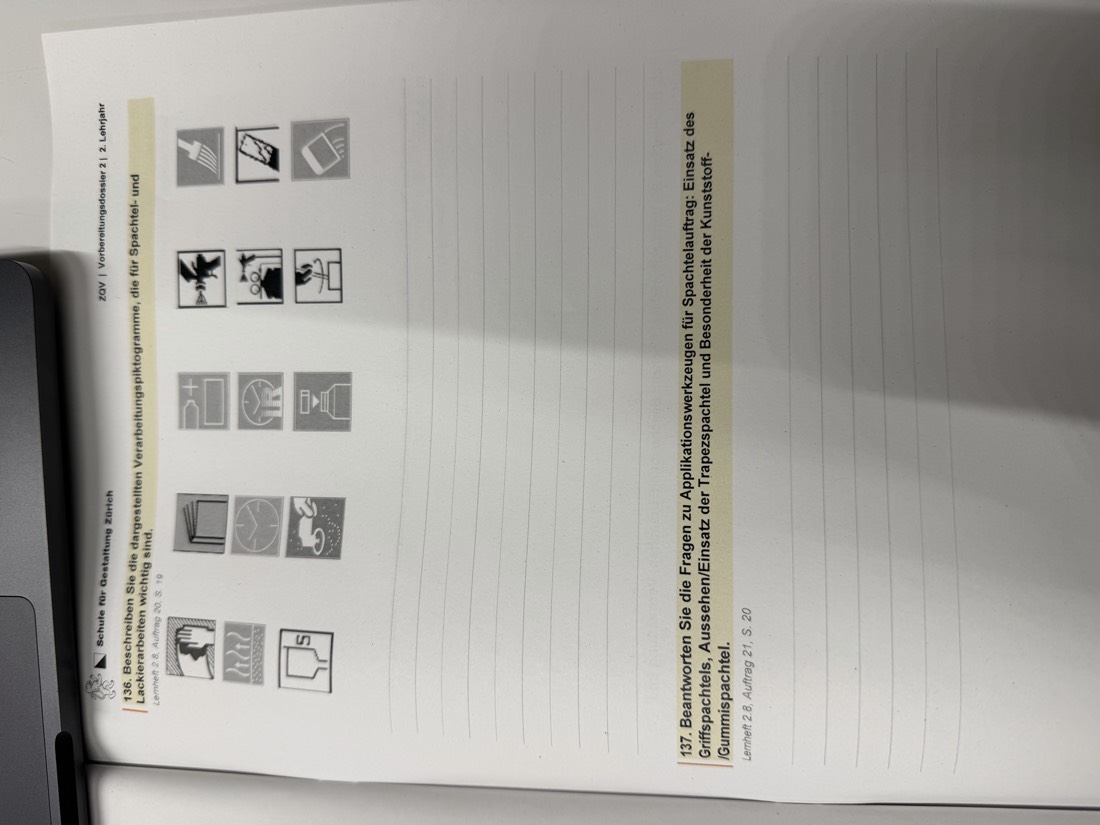 Schule für Gestaltung Zürich
ZQV | Vorbereitungsdossier 2 | 2. Lehrjahr
136. Beschreiben Sie die dargestellten Verarbeitungspiktogramme, die für Spachtel- und
Lackierarbeiten wichtig sind.
Lernheft 2.8, Auftrag 20, S. 19
IR
S
137. Beantworten Sie die Fragen zu Applikationswerkzeugen für Spachtelauftrag: Einsatz des
Griffspachtels, Aussehen/Einsatz der Trapezspachtel und Besonderheit der Kunststoff-
/Gummispachtel.
Lernheft 2.8, Auftrag 21, S. 20